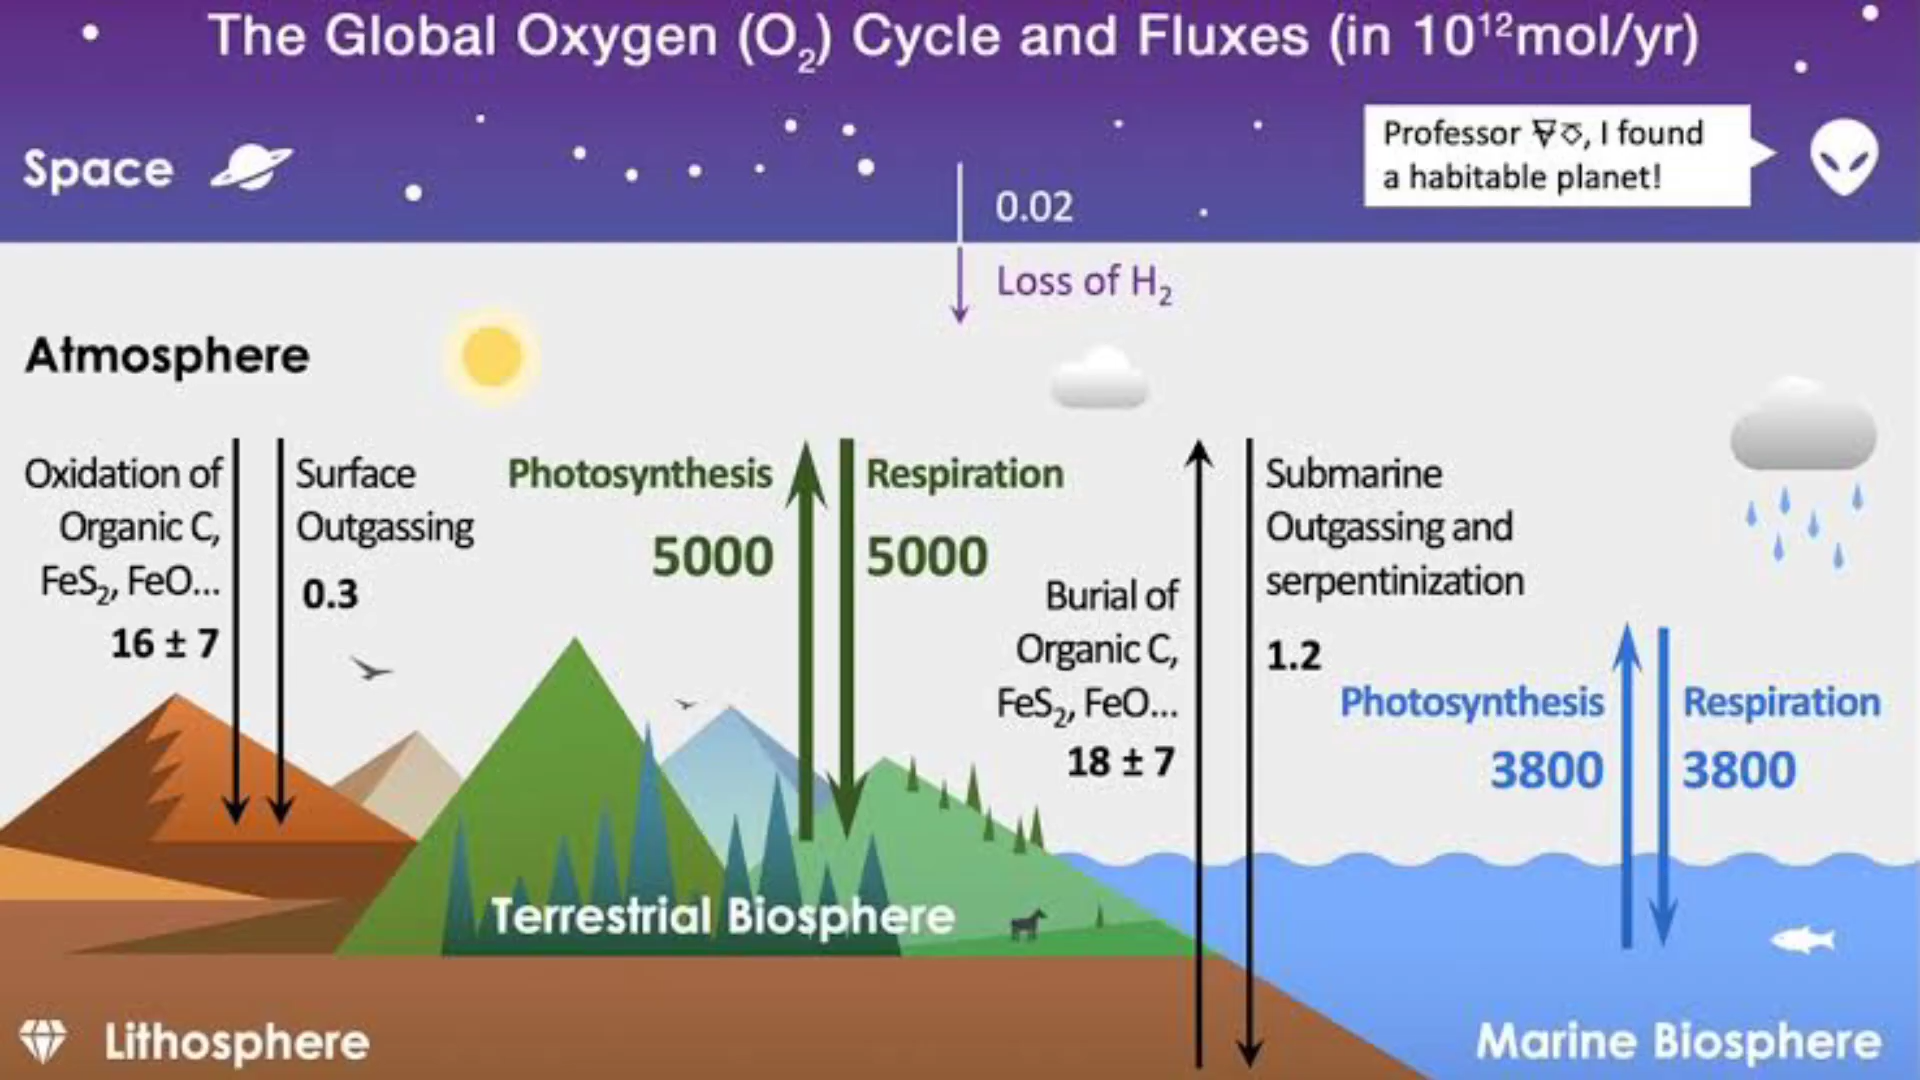 The Global Oxygen (O₂) Cycle and Fluxes (in 10¹²mol/yr)
Space
Professor
, I found
a habitable planet!
0.02
Loss of H₂
Atmosphere
Oxidation of
Organic C,
FeS₂, FeO...
16 ± 7
Surface
Outgassing
0.3
Photosynthesis
5000
Respiration
5000
Burial of
Organic C,
FeS₂, FeO...
18 ± 7
Submarine
Outgassing and
serpentinization
1.2
Photosynthesis
3800
Respiration
3800
Terrestrial Biosphere
Lithosphere
Marine Biosphere